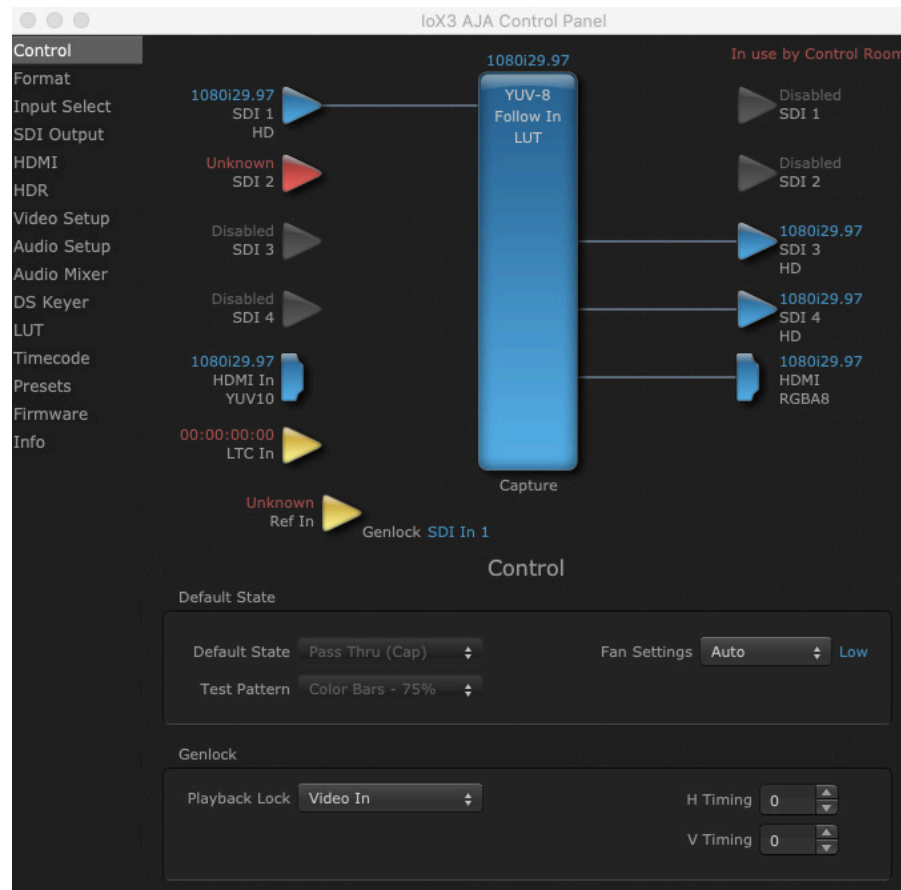 IoX3 AJA Control Panel
Control
Format
Input Select
SDI Output
HDMI
HDR
Video Setup
Audio Setup
Audio Mixer
DS Keyer
LUT
Timecode
Presets
Firmware
Info
1080i29.97
In use by Control Room
1080i29.97
SDI 1
HD
Unknown
SDI 2
Disabled
SDI 3
Disabled
SDI 4
1080i29.97
HDMI In
YUV10
00:00:00:00
LTC In
Unknown
Ref In
Genlock SDI In 1
YUV-8
Follow In
LUT
Capture
Disabled
SDI 1
Disabled
SDI 2
1080i29.97
SDI 3
HD
1080i29.97
SDI 4
HD
1080i29.97
HDMI
RGBA8
Control
Default State
Default State Pass Thru (Cap)
Fan Settings Auto Low
Test Pattern Color Bars - 75%
Genlock
Playback Lock Video In
H Timing 0
V Timing 0